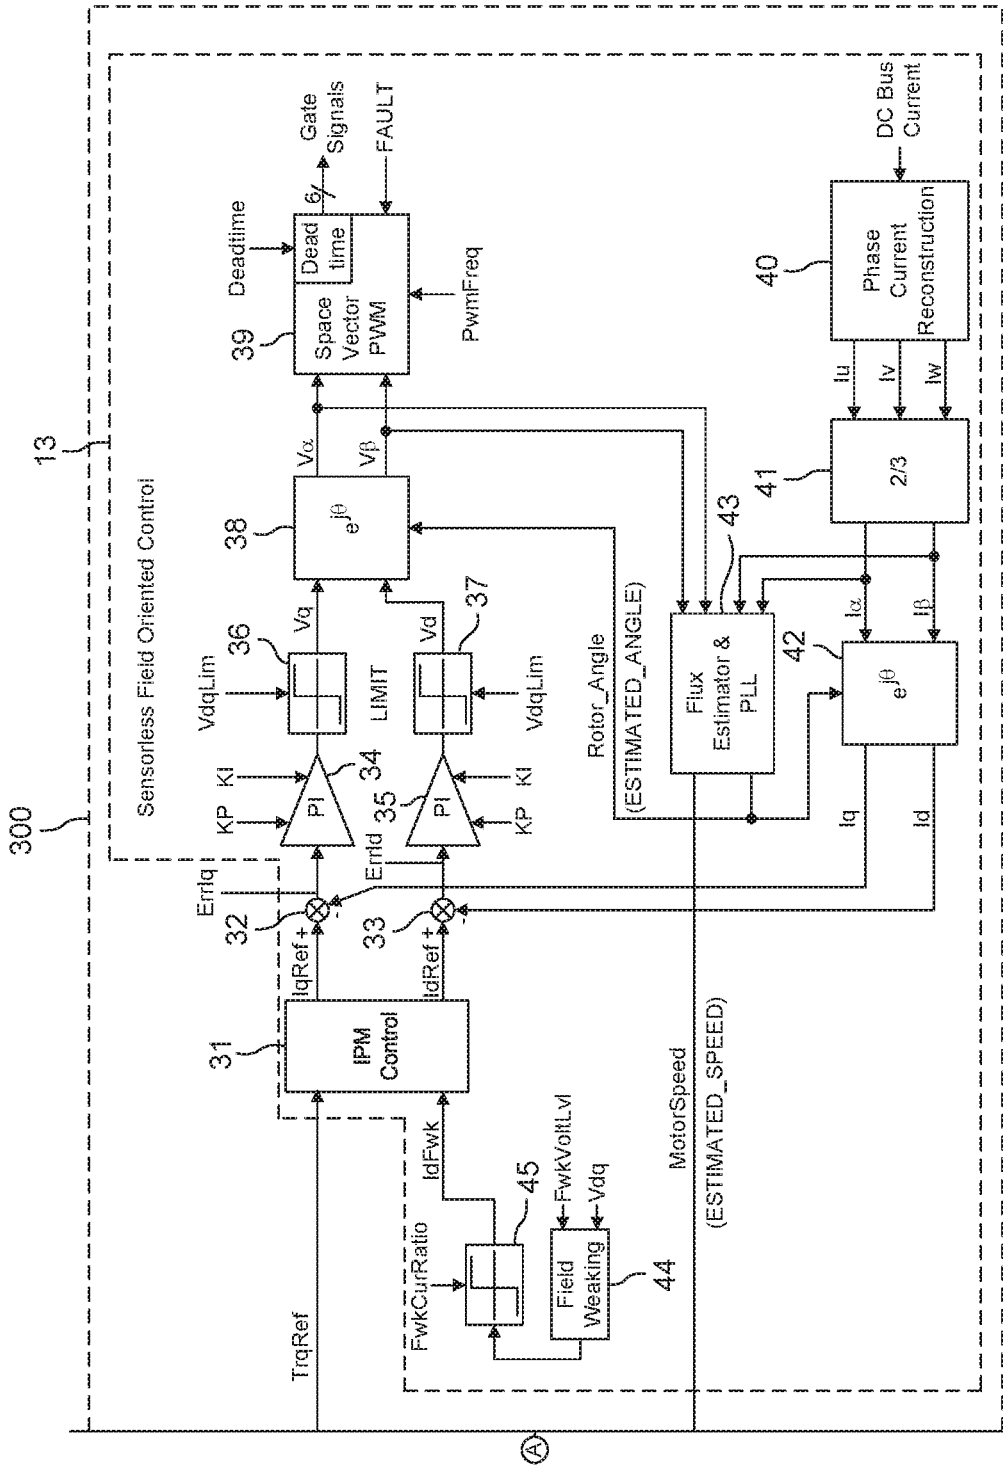 300
13
Sensorless Field Oriented Control
TrqRef
31
IPM
Control
IqRef +
IdRef +
32
33
-
-
ErrIq
ErrId
KP
KI
PI
34
35
PI
KP
KI
VdqLim
36
LIMIT
37
VdqLim
Vq
Vd
38
e^jθ
Vα
Vβ
39
Space
Vector
PWM
Dead
time
Deadtime
6
Gate
Signals
FAULT
PwmFreq
IdFwk
FwkCurRatio
45
Field
Weaking
44
FwkVoltLvl
Vdq
A
MotorSpeed
(ESTIMATED_SPEED)
Rotor_Angle
(ESTIMATED_ANGLE)
Flux
Estimator &
PLL
43
Iq
Id
e^jθ
42
Iα
Iβ
41
2/3
Iu
Iv
Iw
40
Phase
Current
Reconstruction
DC Bus
Current